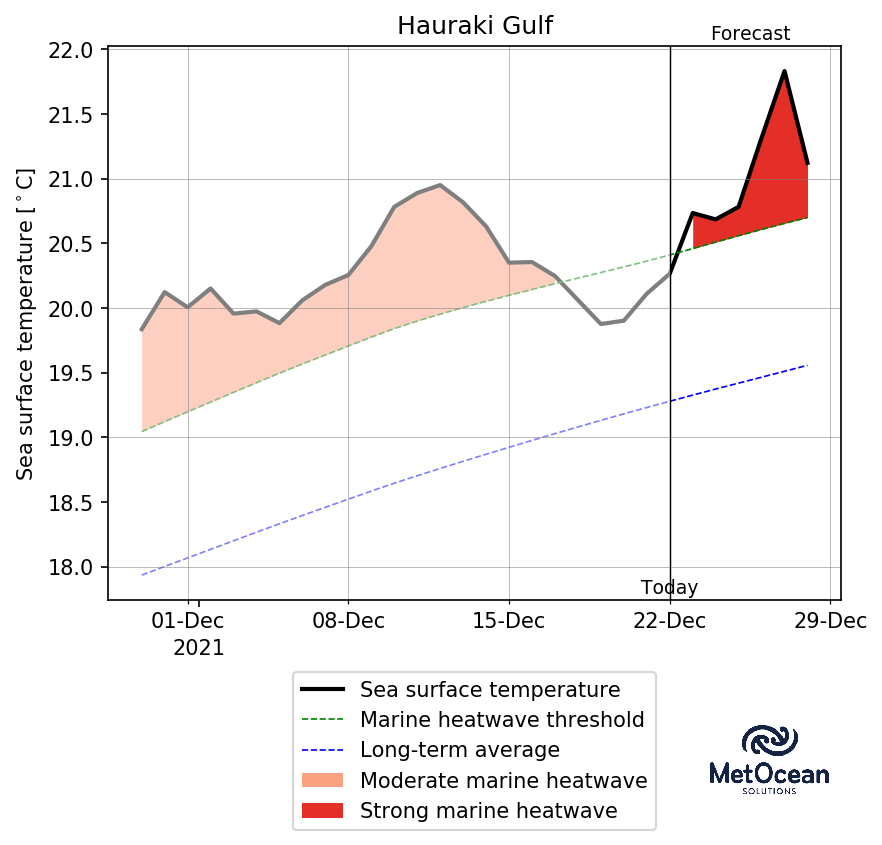 Hauraki Gulf
Forecast
22.0
21.5
21.0
20.5
20.0
19.5
19.0
18.5
18.0
Sea surface temperature [°C]
Today
01-Dec 08-Dec 15-Dec 22-Dec 29-Dec
2021
Sea surface temperature
Marine heatwave threshold
Long-term average
Moderate marine heatwave
Strong marine heatwave
MetOcean
SOLUTIONS